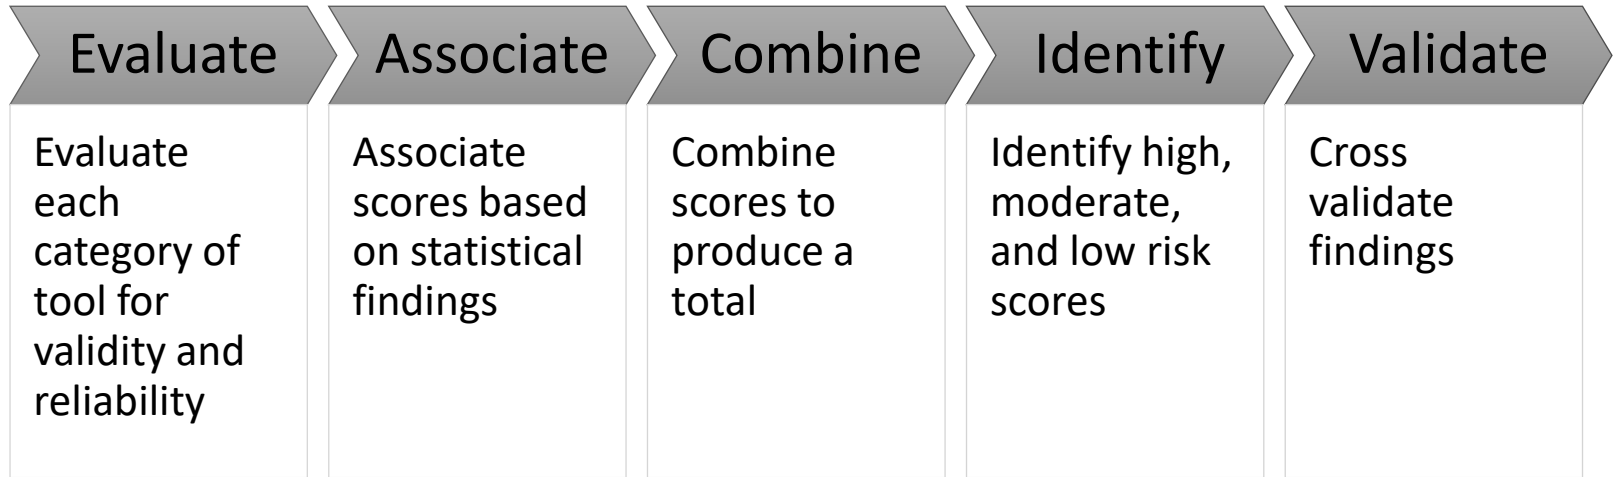 Evaluate
Associate
Combine
Identify
Validate
Evaluate
each
category of
tool for
validity and
reliability
Associate
scores based
on statistical
findings
Combine
scores to
produce a
total
Identify high,
moderate,
and low risk
scores
Cross
validate
findings